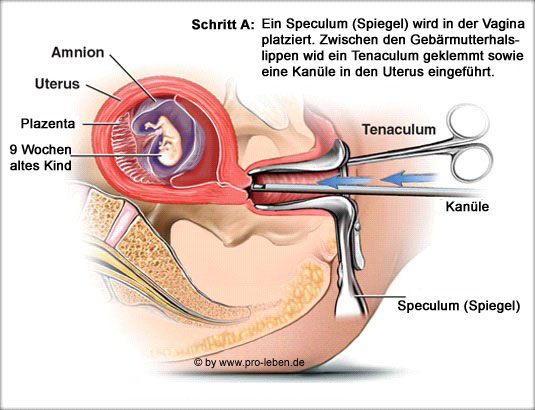 Schritt A: Ein Speculum (Spiegel) wird in der Vagina
platziert. Zwischen den Gebärmutterhals-
lippen wid ein Tenaculum geklemmt sowie
eine Kanüle in den Uterus eingeführt.
Amnion
Uterus
Plazenta
9 Wochen
altes Kind
Tenaculum
Kanüle
Speculum (Spiegel)
© by www.pro-leben.de